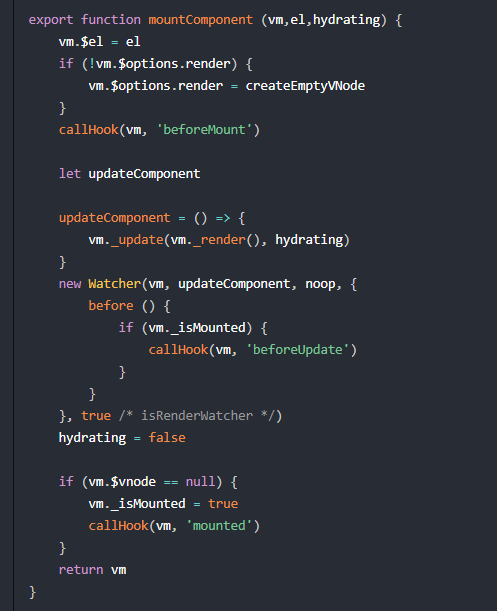 export function mountComponent (vm,el,hydrating) {
    vm.$el = el
    if (!vm.$options.render) {
        vm.$options.render = createEmptyVNode
    }
    callHook(vm, 'beforeMount')

    let updateComponent

    updateComponent = () => {
        vm._update(vm._render(), hydrating)
    }
    new Watcher(vm, updateComponent, noop, {
        before () {
            if (vm._isMounted) {
                callHook(vm, 'beforeUpdate')
            }
        }
    }, true /* isRenderWatcher */)
    hydrating = false

    if (vm.$vnode == null) {
        vm._isMounted = true
        callHook(vm, 'mounted')
    }
    return vm
}